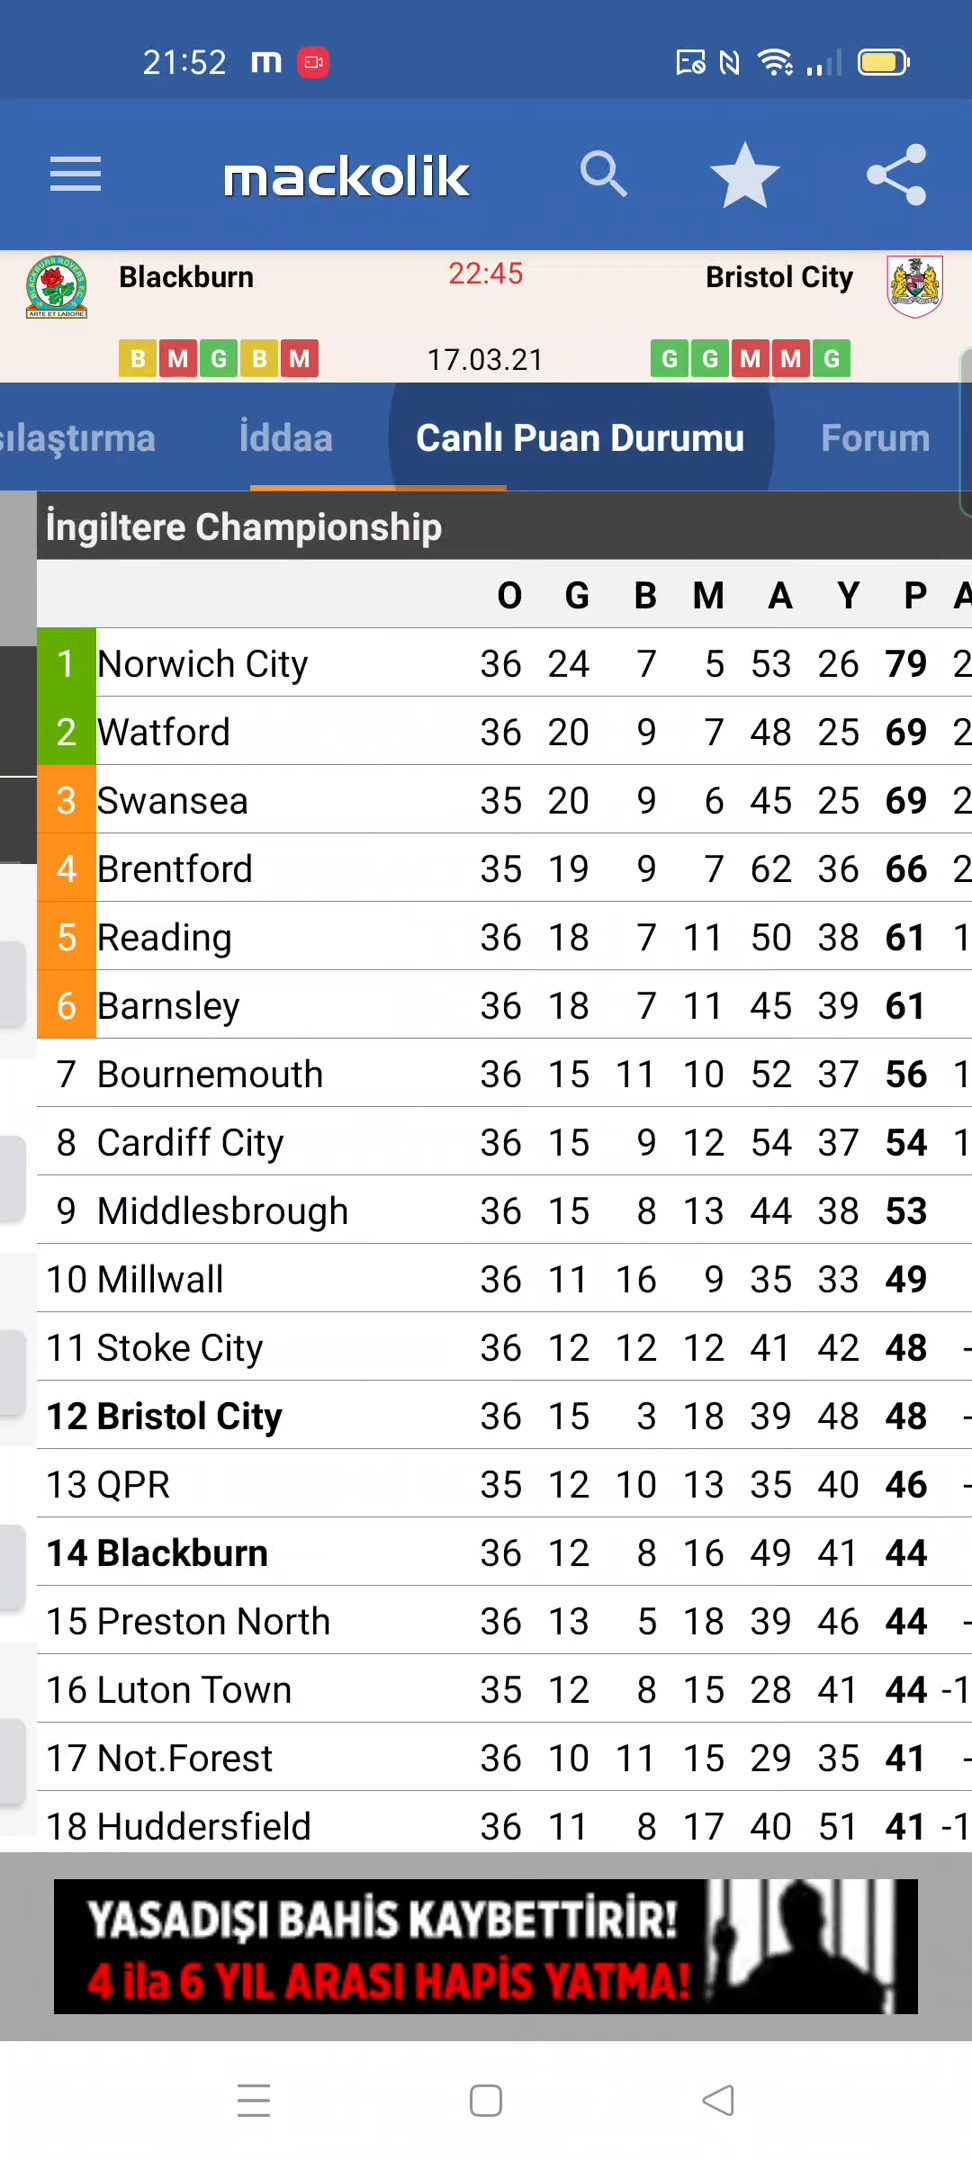 21:52 m
mackolik
Blackburn 22:45 Bristol City
B M G B M 17.03.21 G G M M G
şılaştırma İddaa Canlı Puan Durumu Forum
İngiltere Championship
O G B M A Y P A
1 Norwich City 36 24 7 5 53 26 79 2
2 Watford 36 20 9 7 48 25 69 2
3 Swansea 35 20 9 6 45 25 69 2
4 Brentford 35 19 9 7 62 36 66 2
5 Reading 36 18 7 11 50 38 61 1
6 Barnsley 36 18 7 11 45 39 61
7 Bournemouth 36 15 11 10 52 37 56 1
8 Cardiff City 36 15 9 12 54 37 54 1
9 Middlesbrough 36 15 8 13 44 38 53
10 Millwall 36 11 16 9 35 33 49
11 Stoke City 36 12 12 12 41 42 48 -
12 Bristol City 36 15 3 18 39 48 48 -
13 QPR 35 12 10 13 35 40 46 -
14 Blackburn 36 12 8 16 49 41 44
15 Preston North 36 13 5 18 39 46 44 -
16 Luton Town 35 12 8 15 28 41 44 -1
17 Not.Forest 36 10 11 15 29 35 41 -
18 Huddersfield 36 11 8 17 40 51 41 -1
YASADIŞI BAHİS KAYBETTİRİR!
4 ila 6 YIL ARASI HAPİS YATMA!